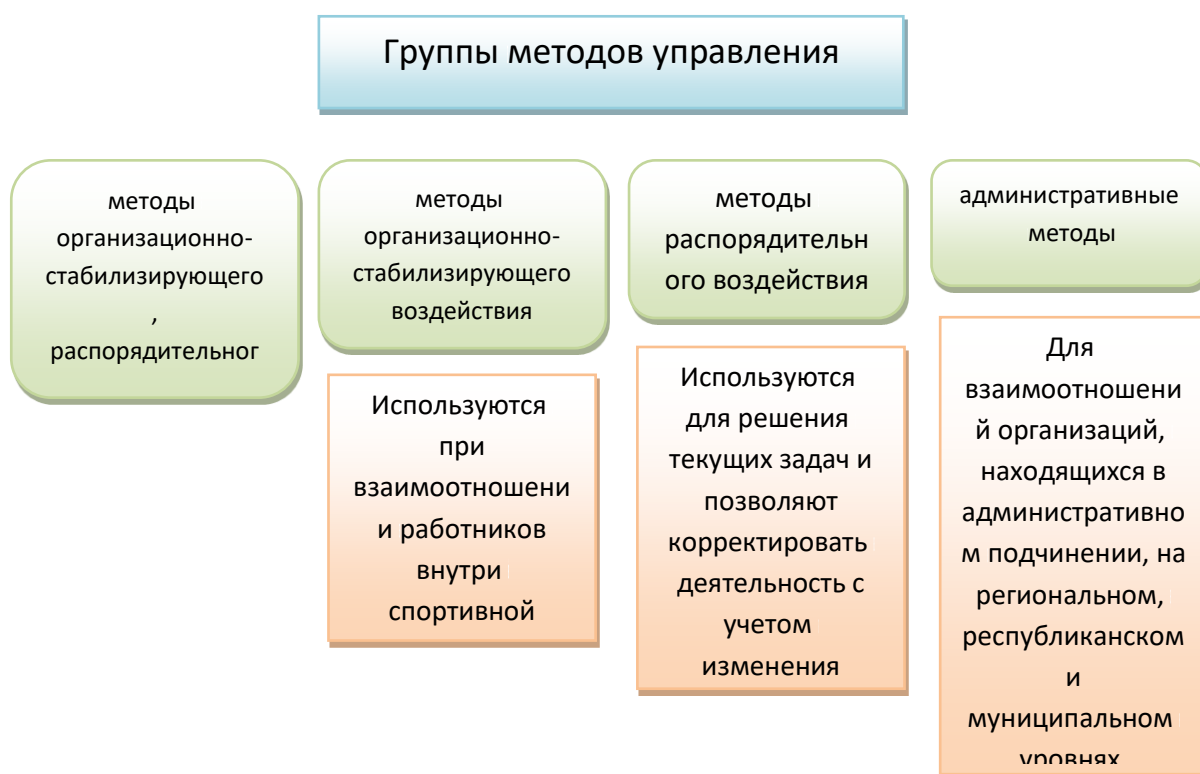 Группы методов управления
методы
организационно-
стабилизирующего
,
распорядительног
методы
организационно-
стабилизирующего
воздействия
Используются
при
взаимоотношени
и работников
внутри
спортивной
методы
распорядительн
ого воздействия
Используются
для решения
текущих задач и
позволяют
корректировать
деятельность с
учетом
изменения
административные
методы
Для
взаимоотношени
й организаций,
находящихся в
административно
м подчинении, на
региональном,
республиканском
и
муниципальном
уровнях